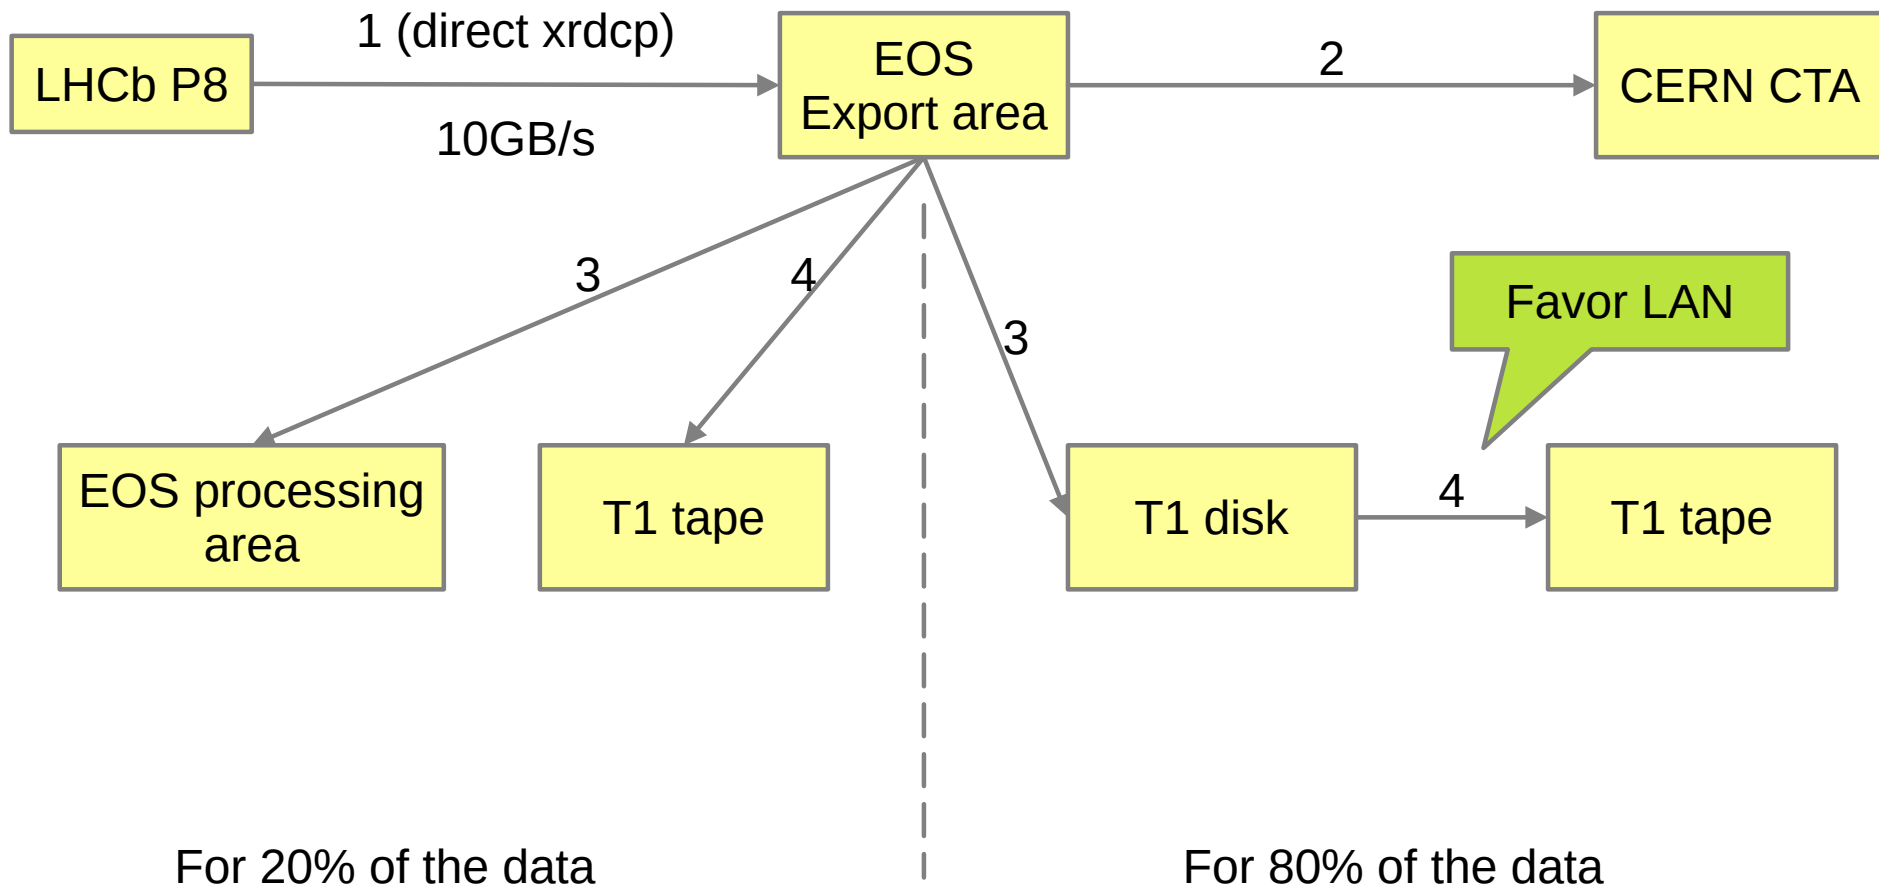 1 (direct xrdcp)
LHCb P8
10GB/s
EOS
Export area
2
CERN CTA
3
4
3
Favor LAN
EOS processing
area
T1 tape
T1 disk
4
T1 tape
For 20% of the data
For 80% of the data